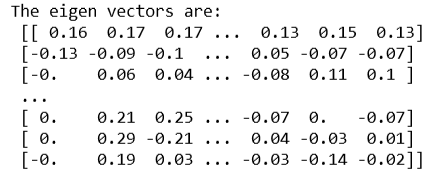 The eigen vectors are:
[[ 0.16 0.17 0.17 ... 0.13 0.15 0.13]
[-0.13 -0.09 -0.1 ... 0.05 -0.07 -0.07]
[-0. 0.06 0.04 ... -0.08 0.11 0.1 ]
...
[ 0. 0.21 0.25 ... -0.07 0. -0.07]
[ 0. 0.29 -0.21 ... 0.04 -0.03 0.01]
[-0. 0.19 0.03 ... -0.03 -0.14 -0.02]]